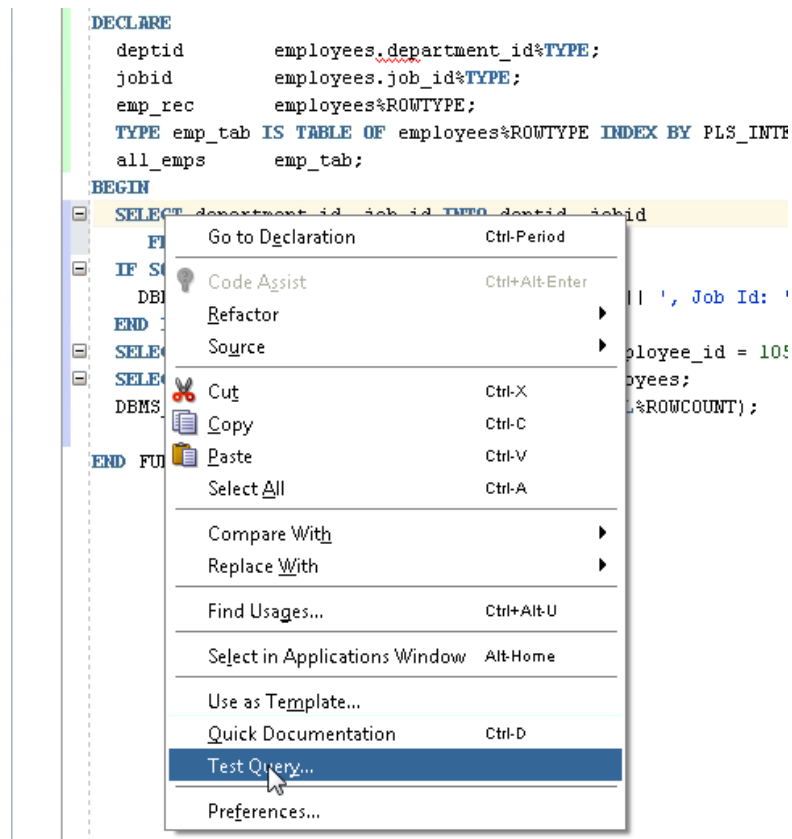 DECLARE
deptid employees.department_id%TYPE;
jobid employees.job_id%TYPE;
emp_rec employees%ROWTYPE;
TYPE emp_tab IS TABLE OF employees%ROWTYPE INDEX BY PLS_INTE
all_emps emp_tab;
BEGIN
SELECT department_id, job_id INTO deptid, jobid
Go to Declaration Ctrl-Period
IF
Code Assist Ctrl+Alt-Enter
|| ', Job Id: '
END
Refactor
Source
ployee_id = 105
Cut Ctrl-X
oyees;
DBMS_ %ROWCOUNT);
Copy Ctrl-C
END Paste Ctrl-V
Select All Ctrl-A
Compare With
Replace With
Find Usages... Ctrl+Alt-U
Select in Applications Window Alt-Home
Use as Template...
Quick Documentation Ctrl-D
Test Query...
Preferences...